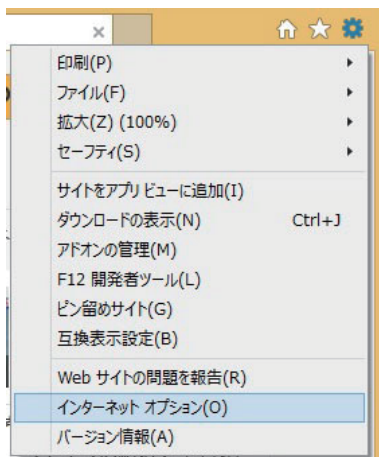 印刷(P)
ファイル(F)
拡大(Z) (100%)
セーフティ(S)
サイトをアプリ ビューに追加(I)
ダウンロードの表示(N) Ctrl+J
アドオンの管理(M)
F12 開発者ツール(L)
ピン留めサイト(G)
互換表示設定(B)
Web サイトの問題を報告(R)
インターネット オプション(O)
バージョン情報(A)